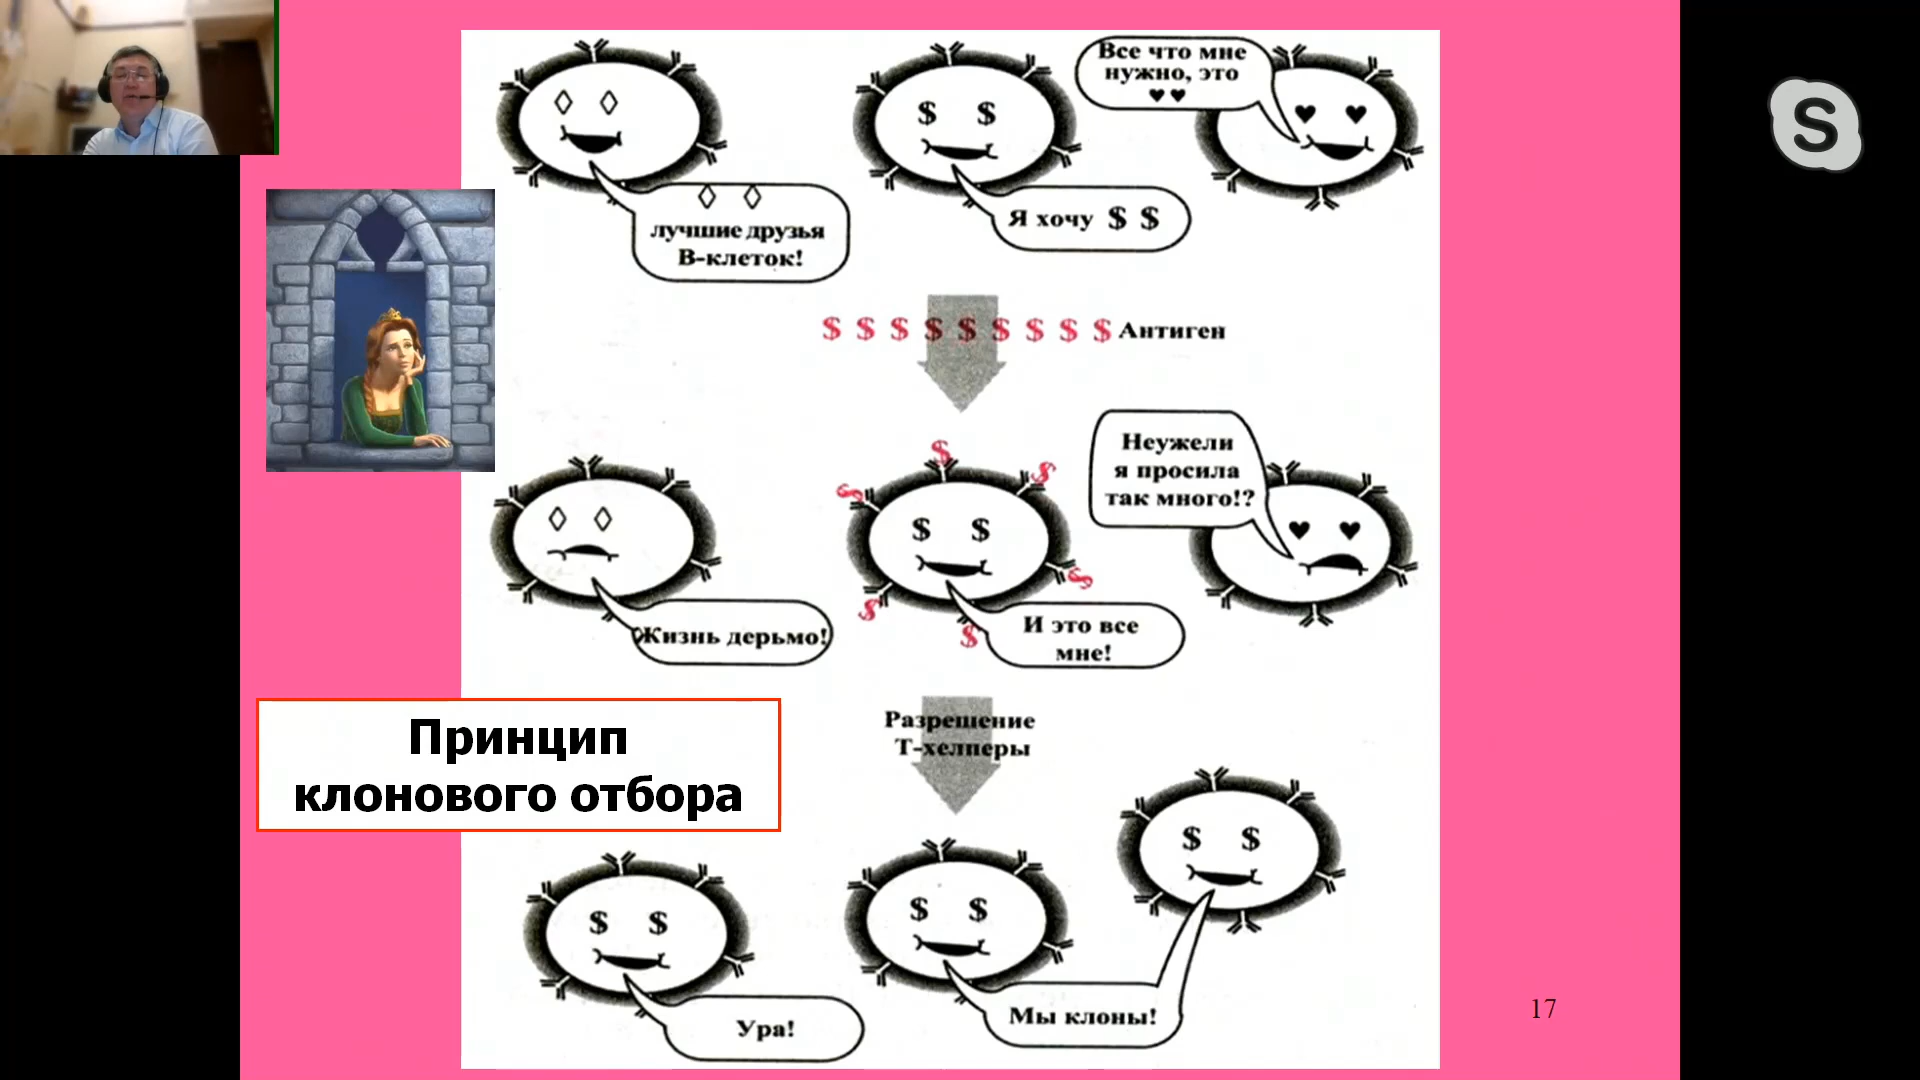 Все что мне
нужно, это
♥♥
◊ ◊
лучшие друзья
В-клеток!
Я хочу $ $
$ $ $ $ $ $ $ $ $ Антиген
Неужели
я просила
так много!?
Жизнь дерьмо!
И это все
мне!
Принцип
клонового отбора
Разрешение
Т-хелперы
Ура!
Мы клоны!
17
S